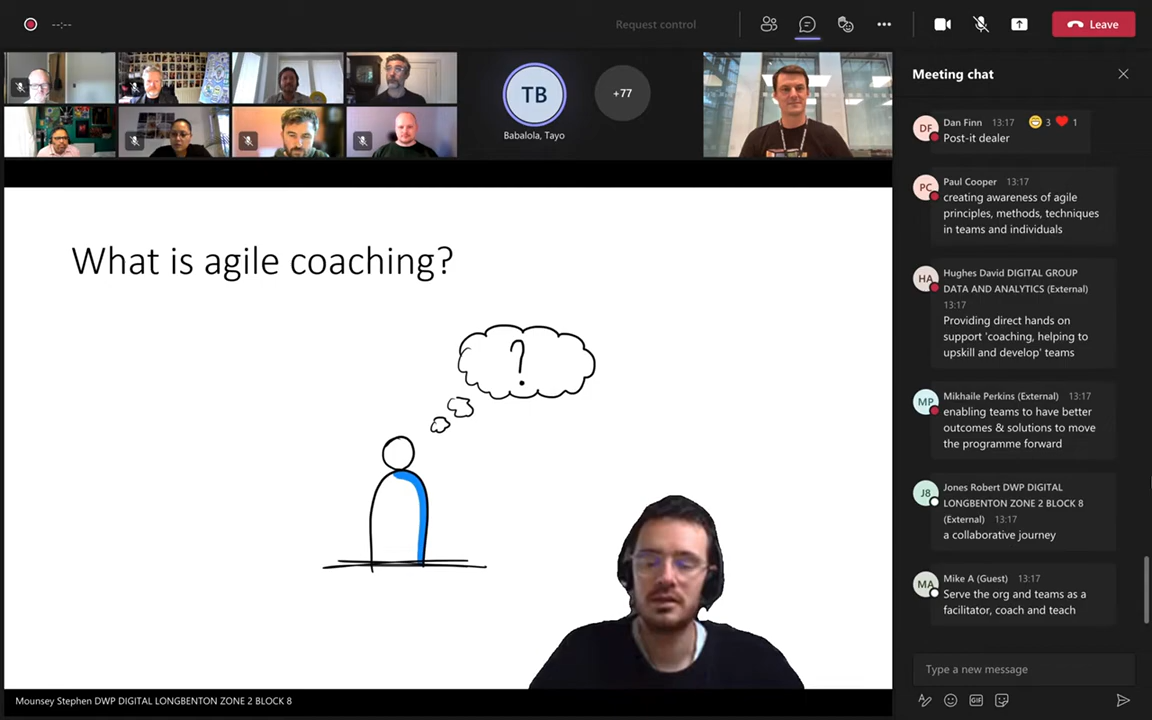 --:--
Request control
Leave
TB
Babalola, Tayo
+77
What is agile coaching?
?
Mounsey Stephen DWP DIGITAL LONGBENTON ZONE 2 BLOCK 8
Meeting chat
DF
Dan Finn 13:17
3 1
Post-it dealer
PC
Paul Cooper 13:17
creating awareness of agile
principles, methods, techniques
in teams and individuals
HA
Hughes David DIGITAL GROUP
DATA AND ANALYTICS (External)
13:17
Providing direct hands on
support 'coaching, helping to
upskill and develop' teams
MP
Mikhaile Perkins (External) 13:17
enabling teams to have better
outcomes & solutions to move
the programme forward
J8
Jones Robert DWP DIGITAL
LONGBENTON ZONE 2 BLOCK 8
(External) 13:17
a collaborative journey
MA
Mike A (Guest) 13:17
Serve the org and teams as a
facilitator, coach and teach
Type a new message
GIF